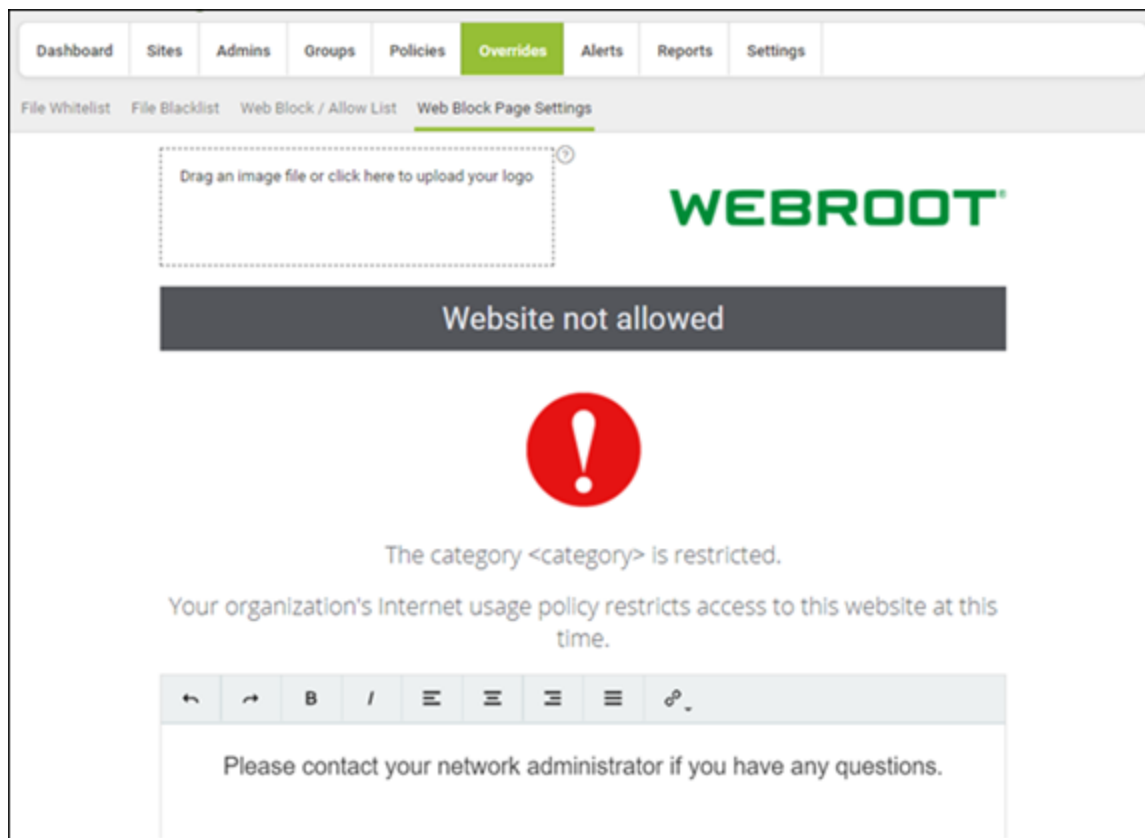 Dashboard Sites Admins Groups Policies Overrides Alerts Reports Settings
File Whitelist File Blacklist Web Block / Allow List Web Block Page Settings
Drag an image file or click here to upload your logo
?
WEBROOT®
Website not allowed
!
The category <category> is restricted.
Your organization's Internet usage policy restricts access to this website at this
time.
B I
Please contact your network administrator if you have any questions.